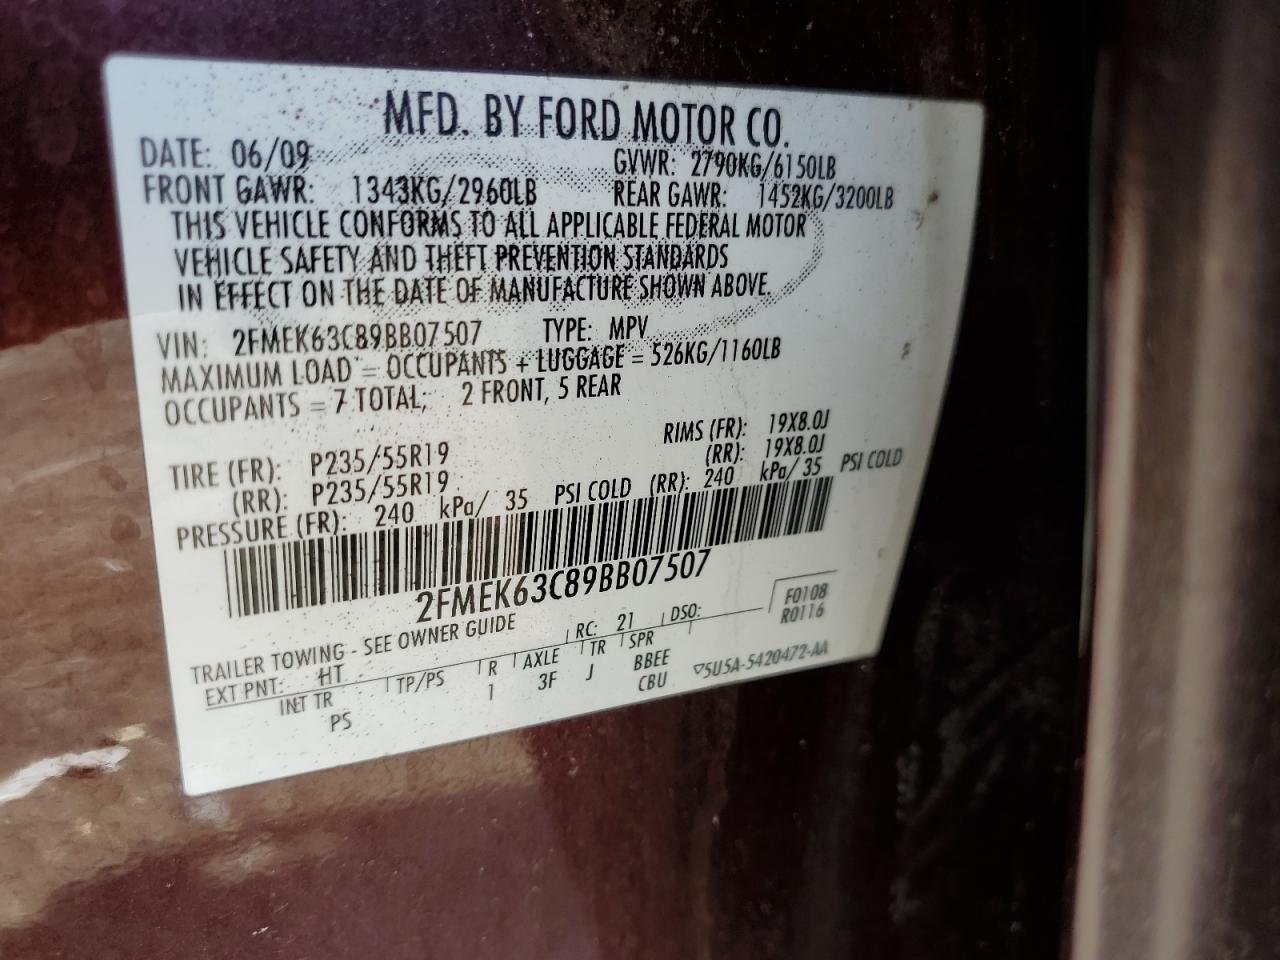 MFD. BY FORD MOTOR CO.
DATE: 06/09 GVWR: 2790KG/6150LB
FRONT GAWR: 1343KG/2960LB REAR GAWR: 1452KG/3200LB
THIS VEHICLE CONFORMS TO ALL APPLICABLE FEDERAL MOTOR
VEHICLE SAFETY AND THEFT PREVENTION STANDARDS
IN EFFECT ON THE DATE OF MANUFACTURE SHOWN ABOVE.
VIN: 2FMEK63C89BB07507 TYPE: MPV
MAXIMUM LOAD = OCCUPANTS + LUGGAGE = 526KG/1160LB
OCCUPANTS = 7 TOTAL; 2 FRONT, 5 REAR
TIRE (FR): P235/55R19 RIMS (FR): 19X8.0J
(RR): P235/55R19 (RR): 19X8.0J
PRESSURE (FR): 240 kPa/ 35 PSI COLD (RR): 240 kPa/ 35 PSI COLD
2FMEK63C89BB07507
TRAILER TOWING - SEE OWNER GUIDE F0108
EXT PNT: HT RC: 21 DSO: R0116
INT TR TP/PS R AXLE TR SPR
PS 1 3F J BBEE
CBU ▽5U5A-5420472-AA